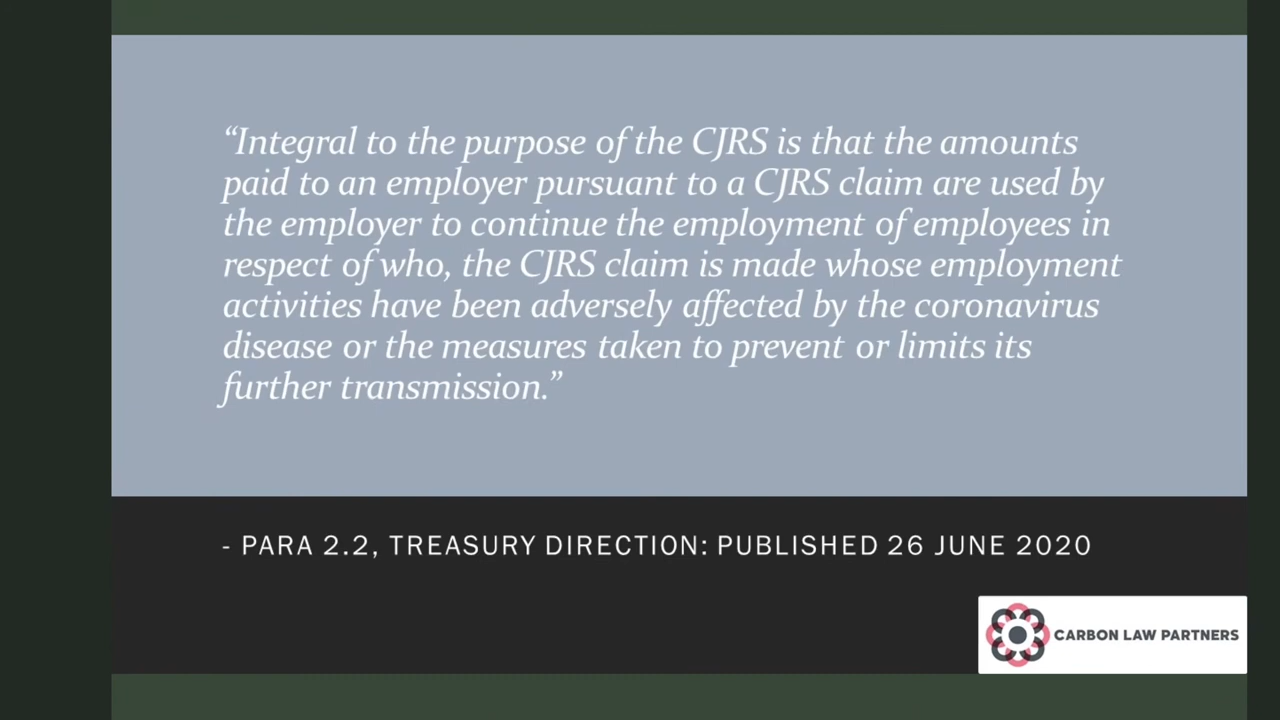 “Integral to the purpose of the CJRS is that the amounts
paid to an employer pursuant to a CJRS claim are used by
the employer to continue the employment of employees in
respect of who, the CJRS claim is made whose employment
activities have been adversely affected by the coronavirus
disease or the measures taken to prevent or limits its
further transmission.”
- PARA 2.2, TREASURY DIRECTION: PUBLISHED 26 JUNE 2020
CARBON LAW PARTNERS